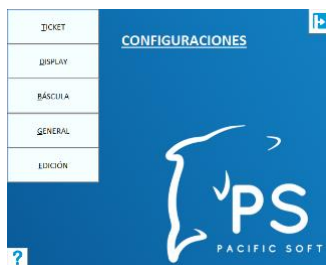 TICKET
CONFIGURACIONES
DISPLAY
BÁSCULA
GENERAL
EDICIÓN
PS
PACIFIC SOFT
?